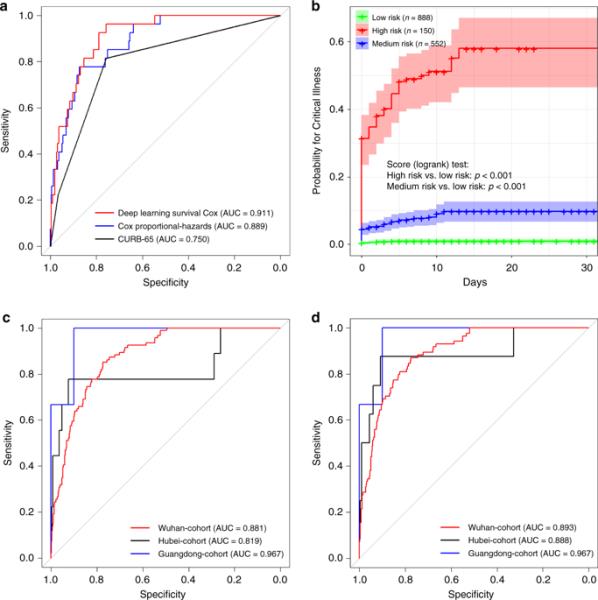 a
1.0
0.8
0.6
0.4
0.2
0.0
Sensitivity
Deep learning survival Cox (AUC = 0.911)
Cox proportional-hazards (AUC = 0.889)
CURB-65 (AUC = 0.750)
1.0 0.8 0.6 0.4 0.2 0.0
Specificity
b
Low risk (n = 888)
High risk (n = 150)
Medium risk (n = 552)
0.6
0.4
0.2
0.0
Probability for Critical Illness
Score (logrank) test:
High risk vs. low risk: p < 0.001
Medium risk vs. low risk: p < 0.001
0 10 20 30
Days
c
1.0
0.8
0.6
0.4
0.2
0.0
Sensitivity
Wuhan-cohort (AUC = 0.881)
Hubei-cohort (AUC = 0.819)
Guangdong-cohort (AUC = 0.967)
1.0 0.8 0.6 0.4 0.2 0.0
Specificity
d
1.0
0.8
0.6
0.4
0.2
0.0
Sensitivity
Wuhan-cohort (AUC = 0.893)
Hubei-cohort (AUC = 0.888)
Guangdong-cohort (AUC = 0.967)
1.0 0.8 0.6 0.4 0.2 0.0
Specificity